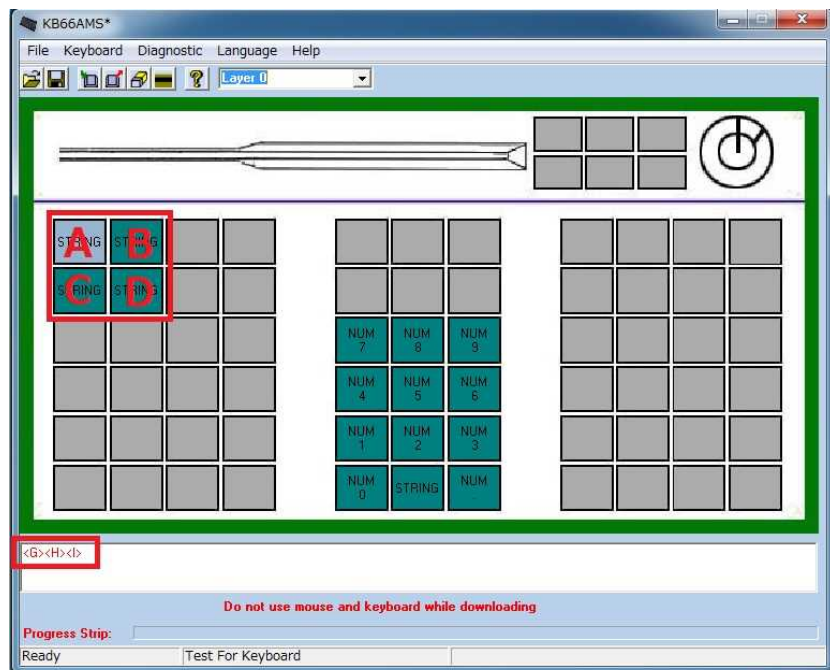 KB66AMS*
File Keyboard Diagnostic Language Help
Layer 0
STRING STRING
A B
STRING STRING
C D
NUM 7 NUM 8 NUM 9
NUM 4 NUM 5 NUM 6
NUM 1 NUM 2 NUM 3
NUM 0 STRING NUM
<G><H><I>
Do not use mouse and keyboard while downloading
Progress Strip:
Ready Test For Keyboard